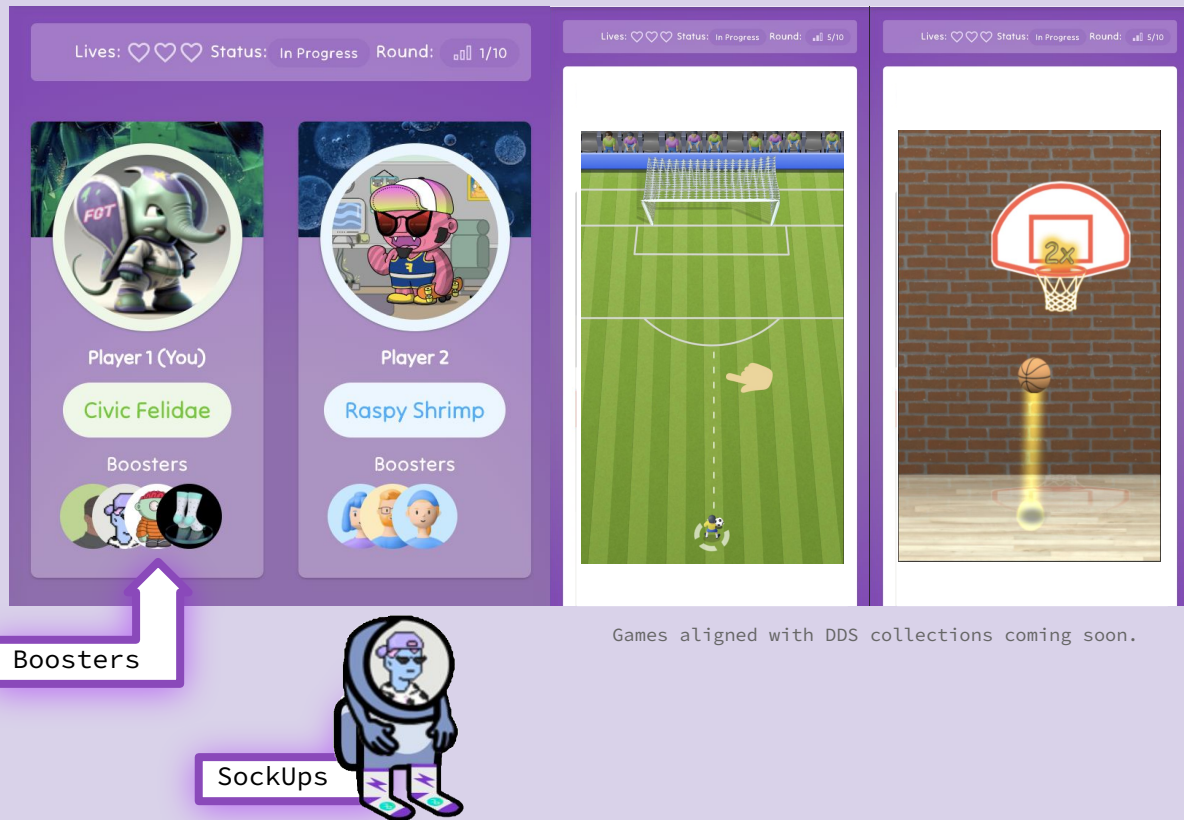 Lives: Status: In Progress Round: 1/10
FGT
Player 1 (You)
Civic Felidae
Boosters
Player 2
Raspy Shrimp
Boosters
Lives: Status: In Progress Round: 5/10
Lives: Status: In Progress Round: 5/10
2x
Games aligned with DDS collections coming soon.
Boosters
SockUps